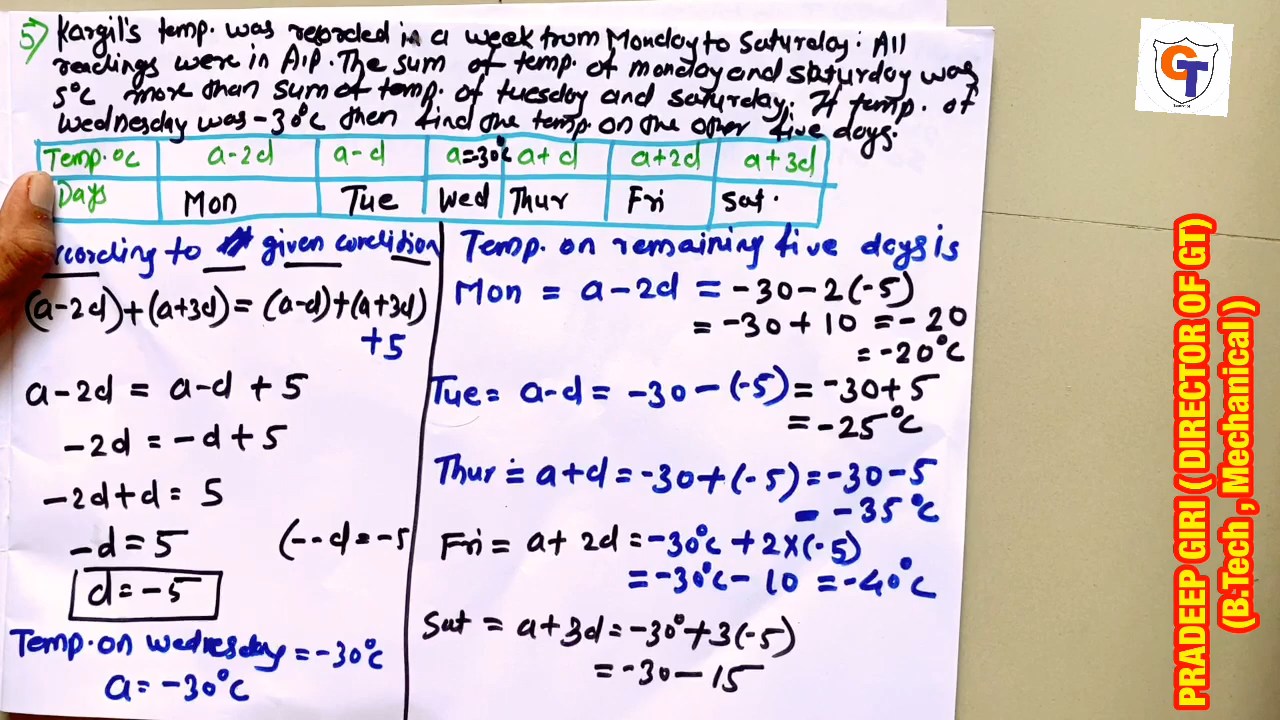 5) Kargil's temp. was recorded in a week from Monday to Saturday. All
readings were in A.P. The sum of temp. of monday and saturday was
5°C more than sum of temp. of tuesday and saturday. If temp. of
Wednesday was -30°C then find the temp. on the other five days.
Temp.°C a-2d a-d a=-30°C a+d a+2d a+3d
Days Mon Tue Wed Thur Fri Sat.
According to given condition
(a-2d)+(a+3d)=(a-d)+(a+3d)
+5
a-2d = a-d +5
-2d = -d+5
-2d+d = 5
-d=5 (--d=-5
d=-5
Temp. on Wednesday = -30°C
a=-30°C
Temp. on remaining five days is
Mon = a-2d = -30-2(-5)
= -30+10 =-20
=-20°C
Tue= a-d= -30-(-5)= -30+5
=-25°C
Thur = a+d=-30+(-5)=-30-5
= -35°C
Fri= a+2d=-30°C+2×(-5)
=-30°C-10 =-40°C
Sat = a+3d=-30°+3(-5)
=-30-15
GT
PRADEEP GIRI (( DIRECTOR OF GT)
(B.Tech , Mechanical )